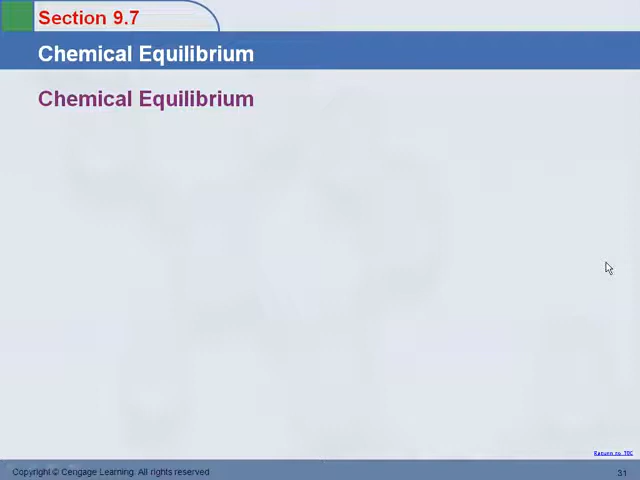 Section 9.7
Chemical Equilibrium
Chemical Equilibrium
Return to TOC
Copyright © Cengage Learning. All rights reserved
31